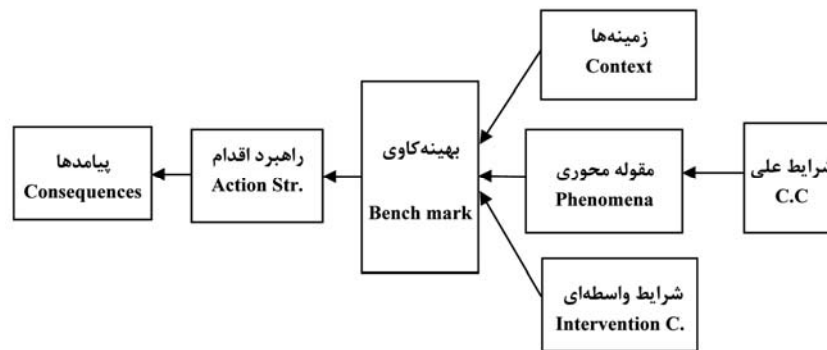 زمینه‌ها
Context
شرایط علی
C.C
مقوله محوری
Phenomena
شرایط واسطه‌ای
Intervention C.
بهینه‌کاوی
Bench mark
راهبرد اقدام
Action Str.
پیامدها
Consequences